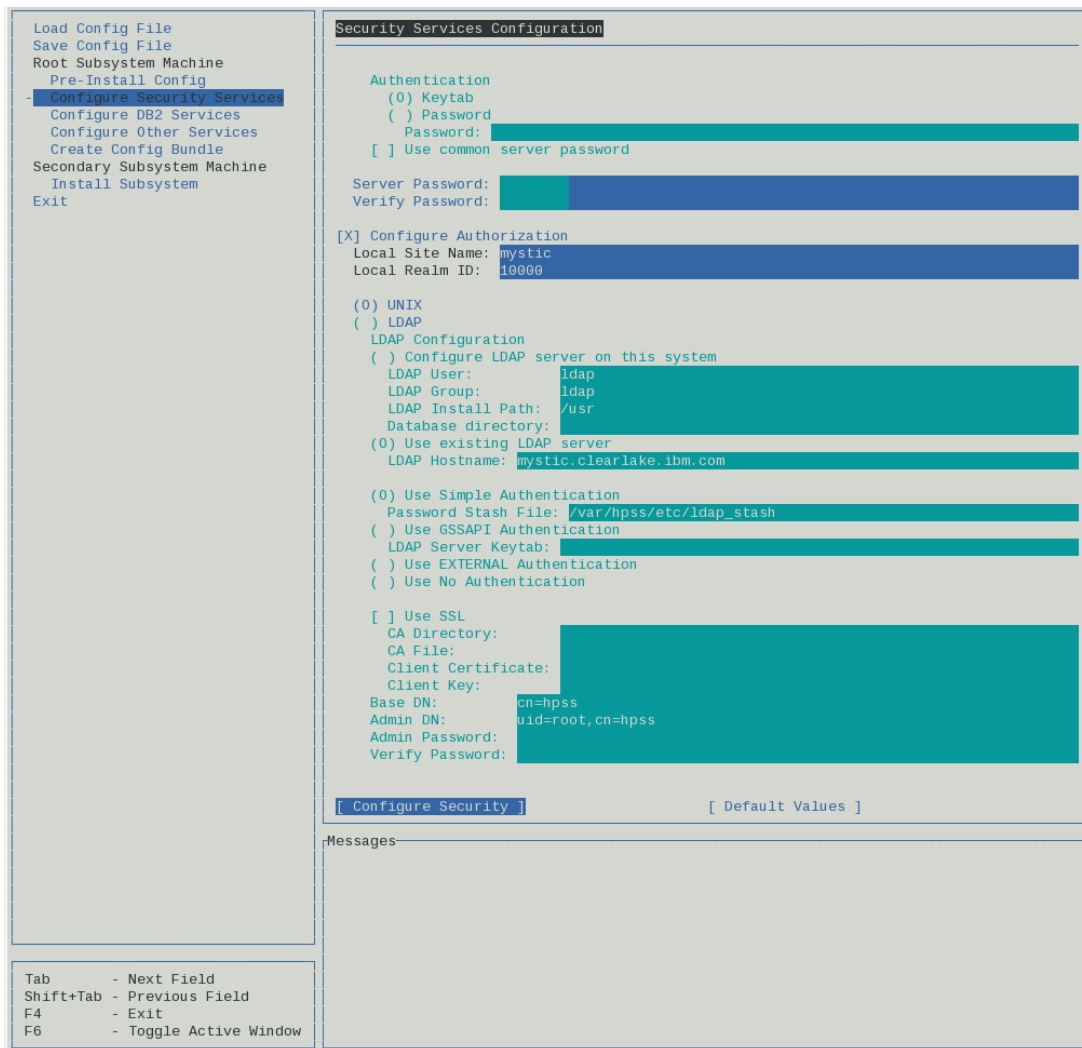 Load Config File
Save Config File
Root Subsystem Machine
Pre-Install Config
- Configure Security Services
Configure DB2 Services
Configure Other Services
Create Config Bundle
Secondary Subsystem Machine
Install Subsystem
Exit
Tab - Next Field
Shift+Tab - Previous Field
F4 - Exit
F6 - Toggle Active Window
Security Services Configuration
Authentication
(O) Keytab
( ) Password
Password:
[ ] Use common server password
Server Password:
Verify Password:
[X] Configure Authorization
Local Site Name: mystic
Local Realm ID: 10000
(O) UNIX
( ) LDAP
LDAP Configuration
( ) Configure LDAP server on this system
LDAP User: ldap
LDAP Group: ldap
LDAP Install Path: /usr
Database directory:
(O) Use existing LDAP server
LDAP Hostname: mystic.clearlake.ibm.com
(O) Use Simple Authentication
Password Stash File: /var/hpss/etc/ldap_stash
( ) Use GSSAPI Authentication
LDAP Server Keytab:
( ) Use EXTERNAL Authentication
( ) Use No Authentication
[ ] Use SSL
CA Directory:
CA File:
Client Certificate:
Client Key:
Base DN: cn=hpss
Admin DN: uid=root,cn=hpss
Admin Password:
Verify Password:
[ Configure Security ] [ Default Values ]
Messages